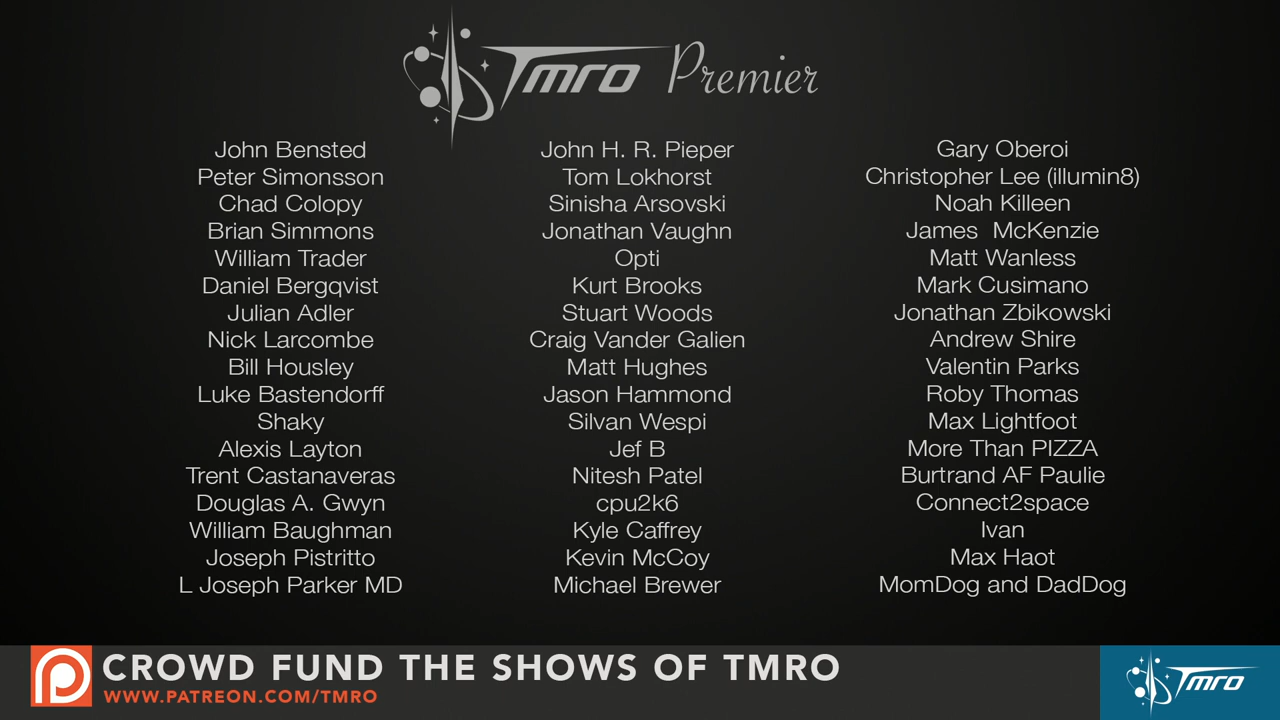 TMRO Premier
John Bensted
Peter Simonsson
Chad Colopy
Brian Simmons
William Trader
Daniel Bergqvist
Julian Adler
Nick Larcombe
Bill Housley
Luke Bastendorff
Shaky
Alexis Layton
Trent Castanaveras
Douglas A. Gwyn
William Baughman
Joseph Pistritto
L Joseph Parker MD
John H. R. Pieper
Tom Lokhorst
Sinisha Arsovski
Jonathan Vaughn
Opti
Kurt Brooks
Stuart Woods
Craig Vander Galien
Matt Hughes
Jason Hammond
Silvan Wespi
Jef B
Nitesh Patel
cpu2k6
Kyle Caffrey
Kevin McCoy
Michael Brewer
Gary Oberoi
Christopher Lee (illumin8)
Noah Killeen
James  McKenzie
Matt Wanless
Mark Cusimano
Jonathan Zbikowski
Andrew Shire
Valentin Parks
Roby Thomas
Max Lightfoot
More Than PIZZA
Burtrand AF Paulie
Connect2space
Ivan
Max Haot
MomDog and DadDog
CROWD FUND THE SHOWS OF TMRO
WWW.PATREON.COM/TMRO
TMRO